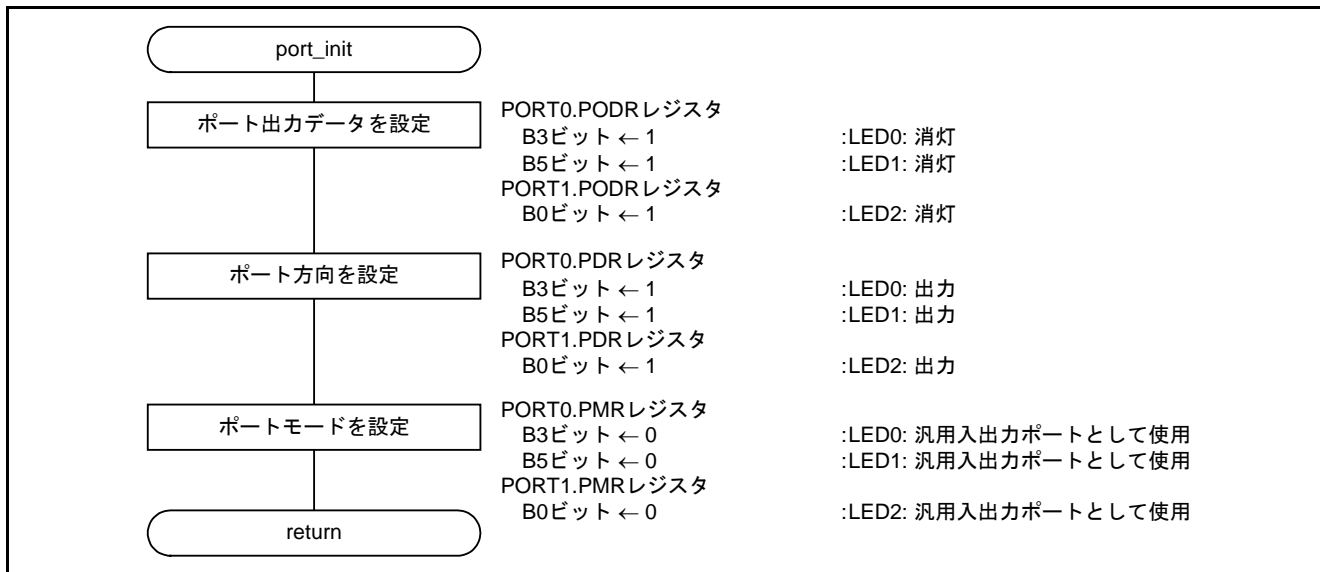 port_init
ポート出力データを設定
PORT0.PODRレジスタ
B3ビット ← 1 :LED0: 消灯
B5ビット ← 1 :LED1: 消灯
PORT1.PODRレジスタ
B0ビット ← 1 :LED2: 消灯
ポート方向を設定
PORT0.PDRレジスタ
B3ビット ← 1 :LED0: 出力
B5ビット ← 1 :LED1: 出力
PORT1.PDRレジスタ
B0ビット ← 1 :LED2: 出力
ポートモードを設定
PORT0.PMRレジスタ
B3ビット ← 0 :LED0: 汎用入出力ポートとして使用
B5ビット ← 0 :LED1: 汎用入出力ポートとして使用
PORT1.PMRレジスタ
B0ビット ← 0 :LED2: 汎用入出力ポートとして使用
return